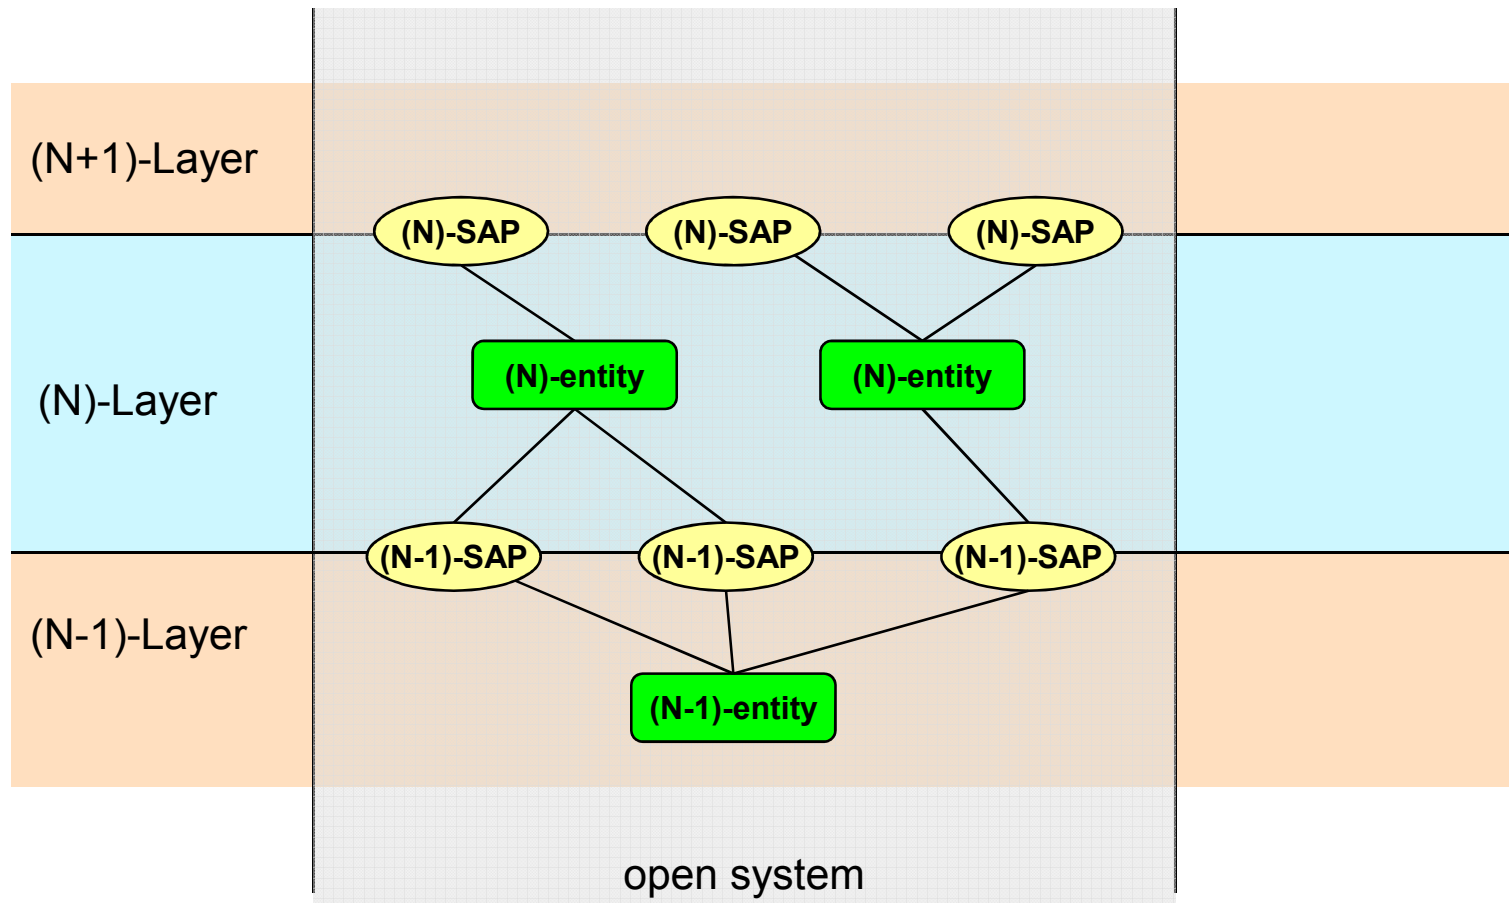 (N+1)-Layer
(N)-SAP
(N)-SAP
(N)-SAP
(N)-Layer
(N)-entity
(N)-entity
(N-1)-SAP
(N-1)-SAP
(N-1)-SAP
(N-1)-Layer
(N-1)-entity
open system